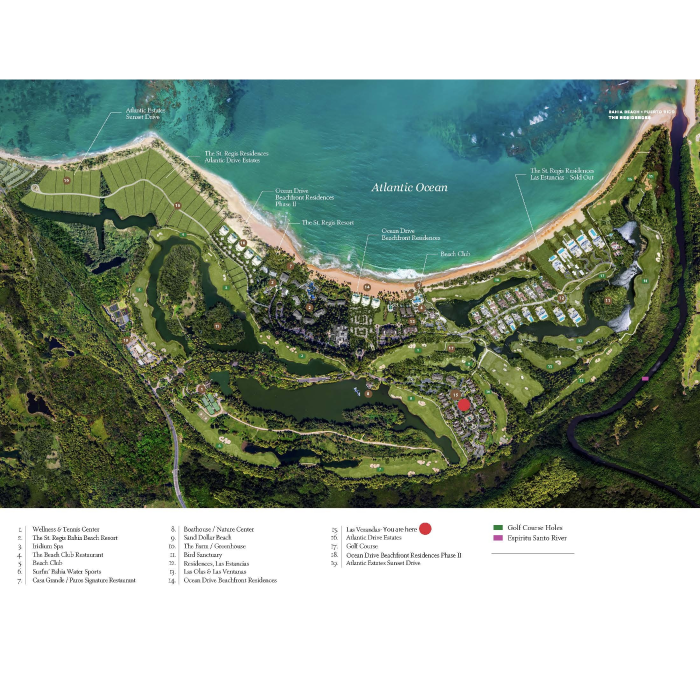 BAHIA BEACH • PUERTO RICO
THE RESIDENCES
Atlantic Estates
Sunset Drive
The St. Regis Residences
Atlantic Drive Estates
The St. Regis Residences
Las Estancias - Sold Out
Atlantic Ocean
Ocean Drive
Beachfront Residences
Phase II
The St. Regis Resort
Ocean Drive
Beachfront Residences
Beach Club
1. Wellness & Tennis Center
2. The St. Regis Bahia Beach Resort
3. Iridium Spa
4. The Beach Club Restaurant
5. Beach Club
6. Surfin' Bahia Water Sports
7. Casa Grande / Paros Signature Restaurant
8. Boathouse / Nature Center
9. Sand Dollar Beach
10. The Farm / Greenhouse
11. Bird Sanctuary
12. Residences, Las Estancias
13. Las Olas & Las Ventanas
14. Ocean Drive Beachfront Residences
15. Las Verandas- You are here
16. Atlantic Drive Estates
17. Golf Course
18. Ocean Drive Beachfront Residences Phase II
19. Atlantic Estates Sunset Drive
Golf Course Holes
Espiritu Santo River